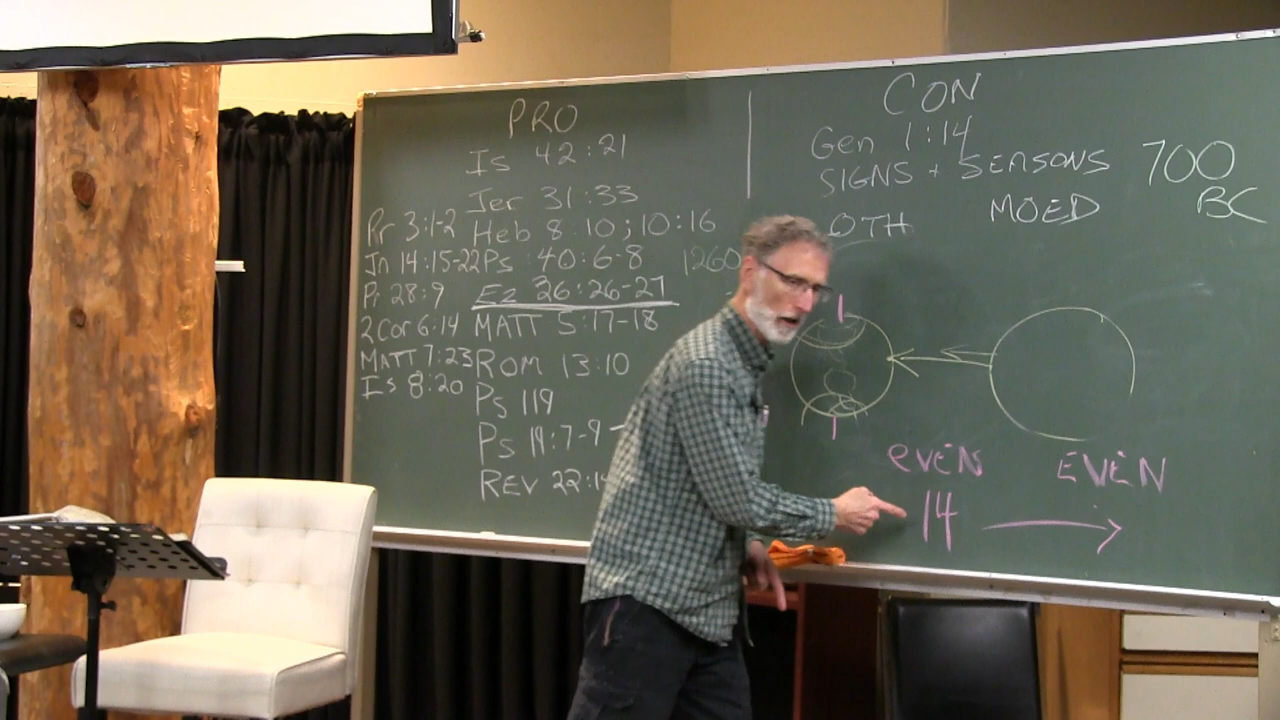 PRO
Is 42:21
Jer 31:33
Heb 8:10; 10:16
Ps 40:6-8
Ez 36:26-27
MATT 5:17-18
ROM 13:10
Ps 119
Ps 19:7-9
REV 22:14
Pr 3:1-2
Jn 14:15-22
Pr 28:9
2Cor 6:14
MATT 7:23
Is 8:20
1260
CON
Gen 1:14
SIGNS + SEASONS
MOED
OTH
700
BC
eVEN EVEN
14